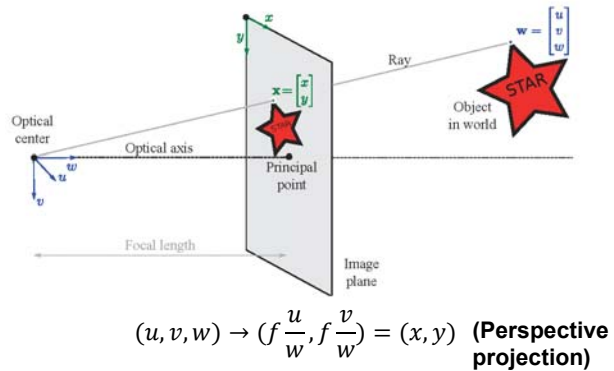 x
y
w = [u v w]
Ray
x = [x y]
STAR
STAR
Object
in world
Optical
center
Optical axis
w
u
v
Principal
point
Focal length
Image
plane
(u, v, w) → (f u/w, f v/w) = (x, y) (Perspective
projection)